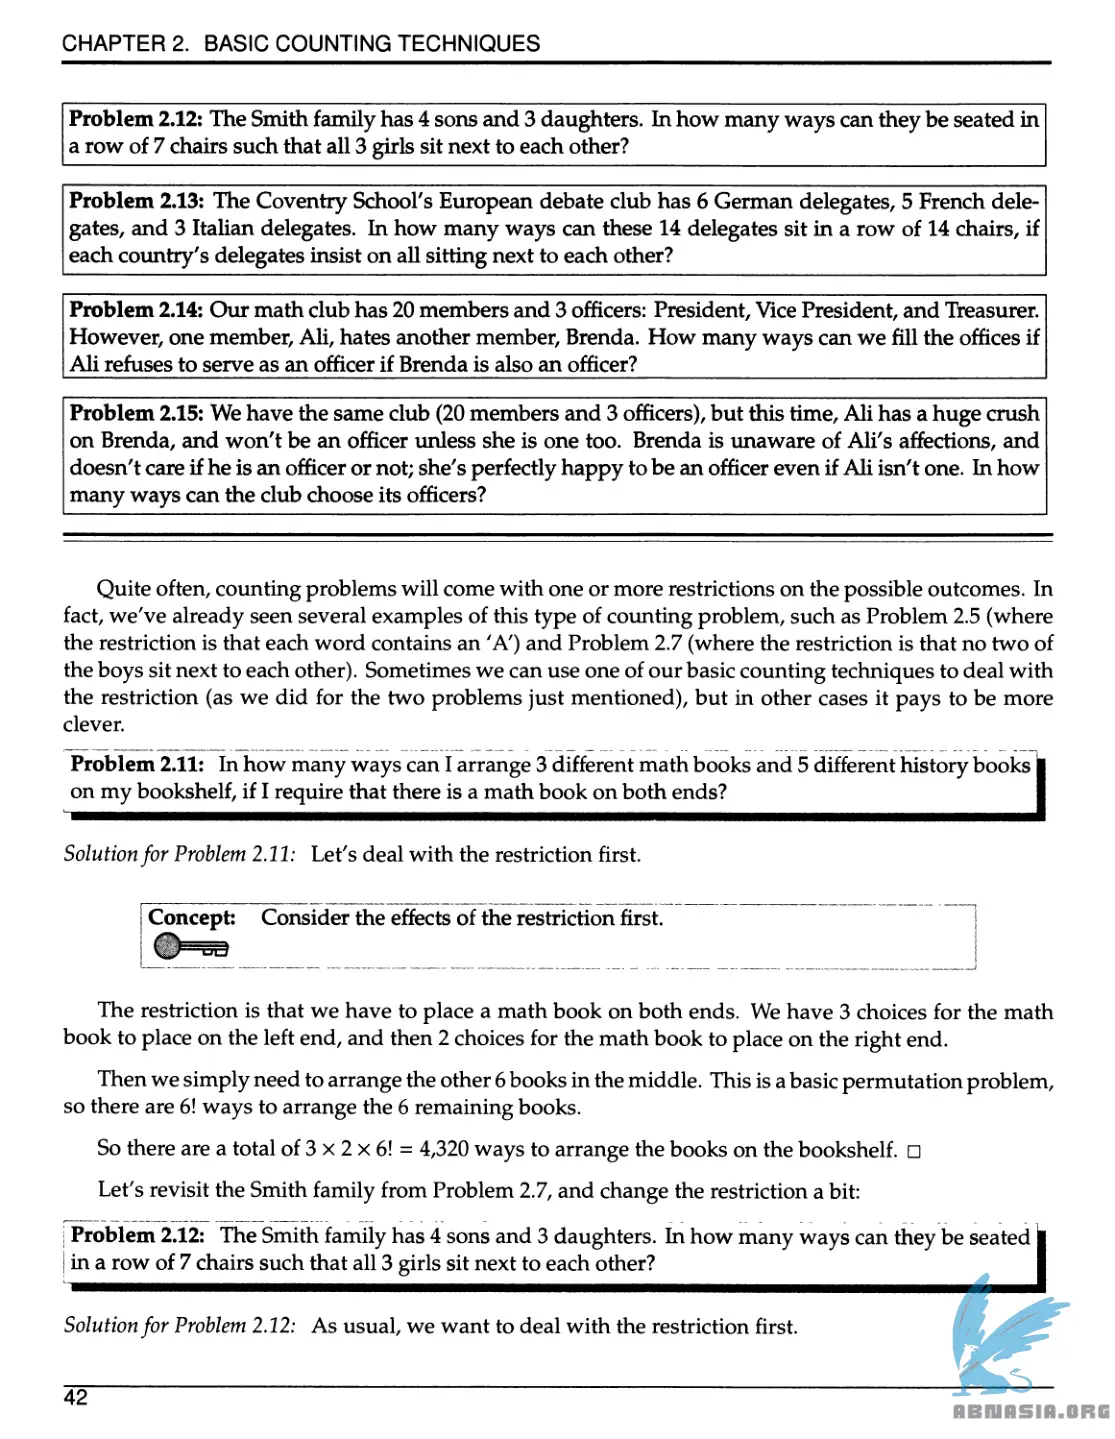 CHAPTER 2. BASIC COUNTING TECHNIQUES
Problem 2.12: The Smith family has 4 sons and 3 daughters. In how many ways can they be seated in
a row of 7 chairs such that all 3 girls sit next to each other?
Problem 2.13: The Coventry School's European debate club has 6 German delegates, 5 French dele-
gates, and 3 Italian delegates. In how many ways can these 14 delegates sit in a row of 14 chairs, if
each country's delegates insist on all sitting next to each other?
Problem 2.14: Our math club has 20 members and 3 officers: President, Vice President, and Treasurer.
However, one member, Ali, hates another member, Brenda. How many ways can we fill the offices if
Ali refuses to serve as an officer if Brenda is also an officer?
Problem 2.15: We have the same club (20 members and 3 officers), but this time, Ali has a huge crush
on Brenda, and won't be an officer unless she is one too. Brenda is unaware of Ali's affections, and
doesn't care if he is an officer or not; she's perfectly happy to be an officer even if Ali isn't one. In how
many ways can the club choose its officers?
Quite often, counting problems will come with one or more restrictions on the possible outcomes. In
fact, we've already seen several examples of this type of counting problem, such as Problem 2.5 (where
the restriction is that each word contains an 'A') and Problem 2.7 (where the restriction is that no two of
the boys sit next to each other). Sometimes we can use one of our basic counting techniques to deal with
the restriction (as we did for the two problems just mentioned), but in other cases it pays to be more
clever.
Problem 2.11: In how many ways can I arrange 3 different math books and 5 different history books
on my bookshelf, if I require that there is a math book on both ends?
Solution for Problem 2.11: Let's deal with the restriction first.
Concept: Consider the effects of the restriction first.
The restriction is that we have to place a math book on both ends. We have 3 choices for the math
book to place on the left end, and then 2 choices for the math book to place on the right end.
Then we simply need to arrange the other 6 books in the middle. This is a basic permutation problem,
so there are 6! ways to arrange the 6 remaining books.
So there are a total of 3 × 2 × 6! = 4,320 ways to arrange the books on the bookshelf. □
Let's revisit the Smith family from Problem 2.7, and change the restriction a bit:
Problem 2.12: The Smith family has 4 sons and 3 daughters. In how many ways can they be seated
in a row of 7 chairs such that all 3 girls sit next to each other?
Solution for Problem 2.12: As usual, we want to deal with the restriction first.
42
ABNASIA.ORG